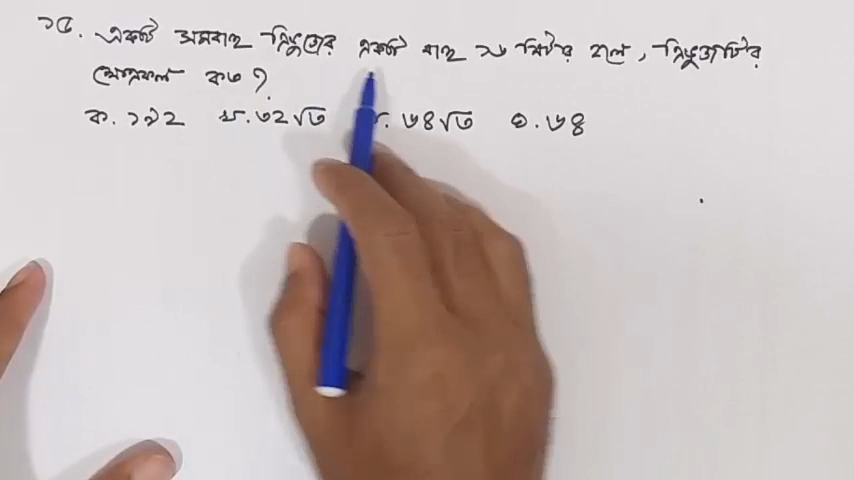 ১৫. একটি সমবাহু ত্রিভুজের একটি বাহু ১৬ মিটার হলে, ত্রিভুজটির
ক্ষেত্রফল কত ?
ক. ১৯২ খ. ৩২√৩ গ. ৬৪√৩ ঘ. ৬৪